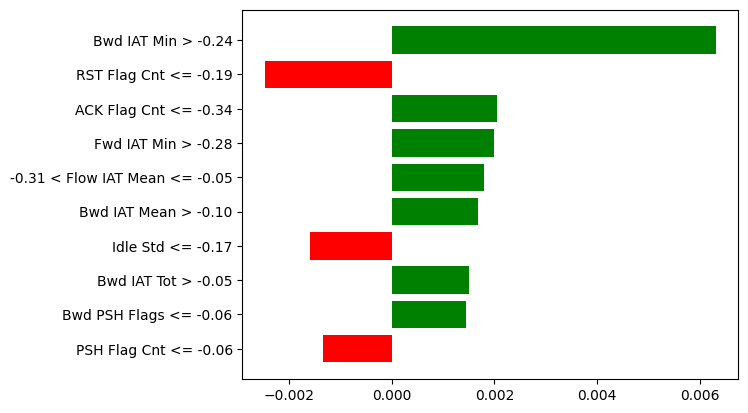 Bwd IAT Min > -0.24
RST Flag Cnt <= -0.19
ACK Flag Cnt <= -0.34
Fwd IAT Min > -0.28
-0.31 < Flow IAT Mean <= -0.05
Bwd IAT Mean > -0.10
Idle Std <= -0.17
Bwd IAT Tot > -0.05
Bwd PSH Flags <= -0.06
PSH Flag Cnt <= -0.06
−0.002 0.000 0.002 0.004 0.006